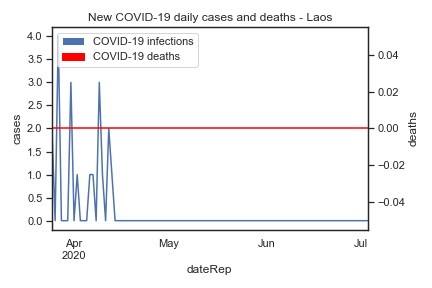 New COVID-19 daily cases and deaths - Laos
COVID-19 infections
COVID-19 deaths
4.0
3.5
3.0
2.5
2.0
1.5
1.0
0.5
0.0
cases
0.04
0.02
0.00
−0.02
−0.04
deaths
Apr
2020
May
Jun
Jul
dateRep